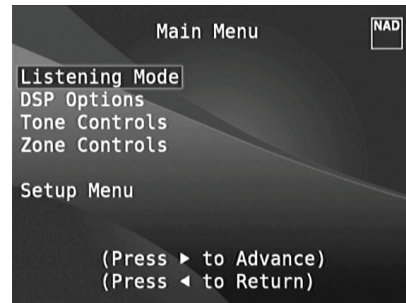 Main Menu
NAD
Listening Mode
DSP Options
Tone Controls
Zone Controls
Setup Menu
(Press ► to Advance)
(Press ◄ to Return)